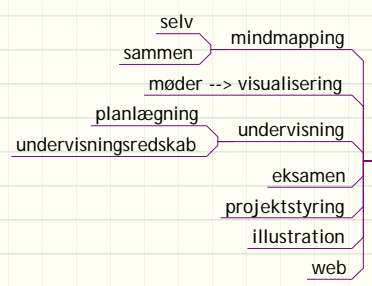 selv
mindmapping
sammen
møder --> visualisering
planlægning
undervisning
undervisningsredskab
eksamen
projektstyring
illustration
web